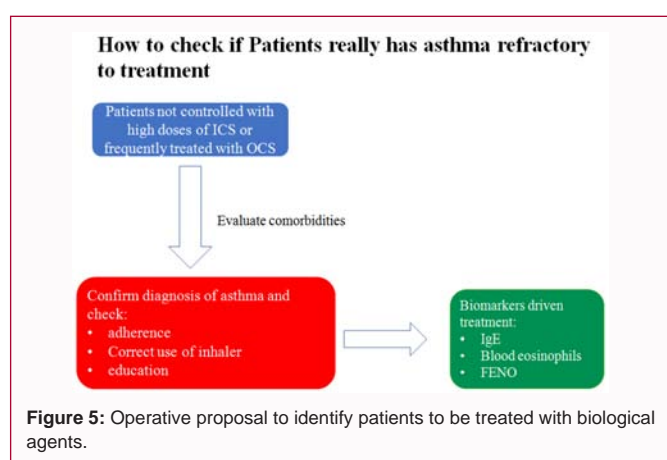 How to check if Patients really has asthma refractory
to treatment
Patients not controlled with
high doses of ICS or
frequently treated with OCS
Evaluate comorbidities
Confirm diagnosis of asthma and
check:
• adherence
• Correct use of inhaler
• education
Biomarkers driven
treatment:
• IgE
• Blood eosinophils
• FENO
Figure 5: Operative proposal to identify patients to be treated with biological
agents.